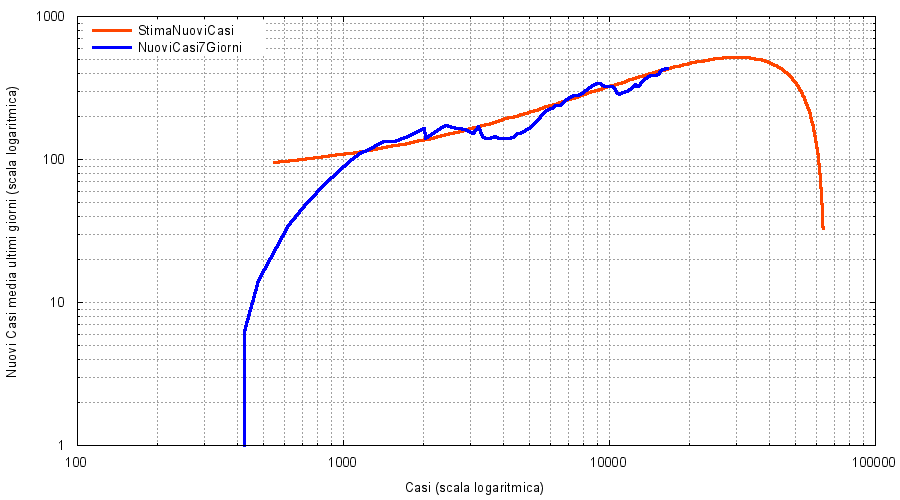 1000
StimaNuoviCasi
NuoviCasi7Giorni
100
10
1
100
1000
10000
100000
Nuovi Casi media ultimi giorni (scala logaritmica)
Casi (scala logaritmica)